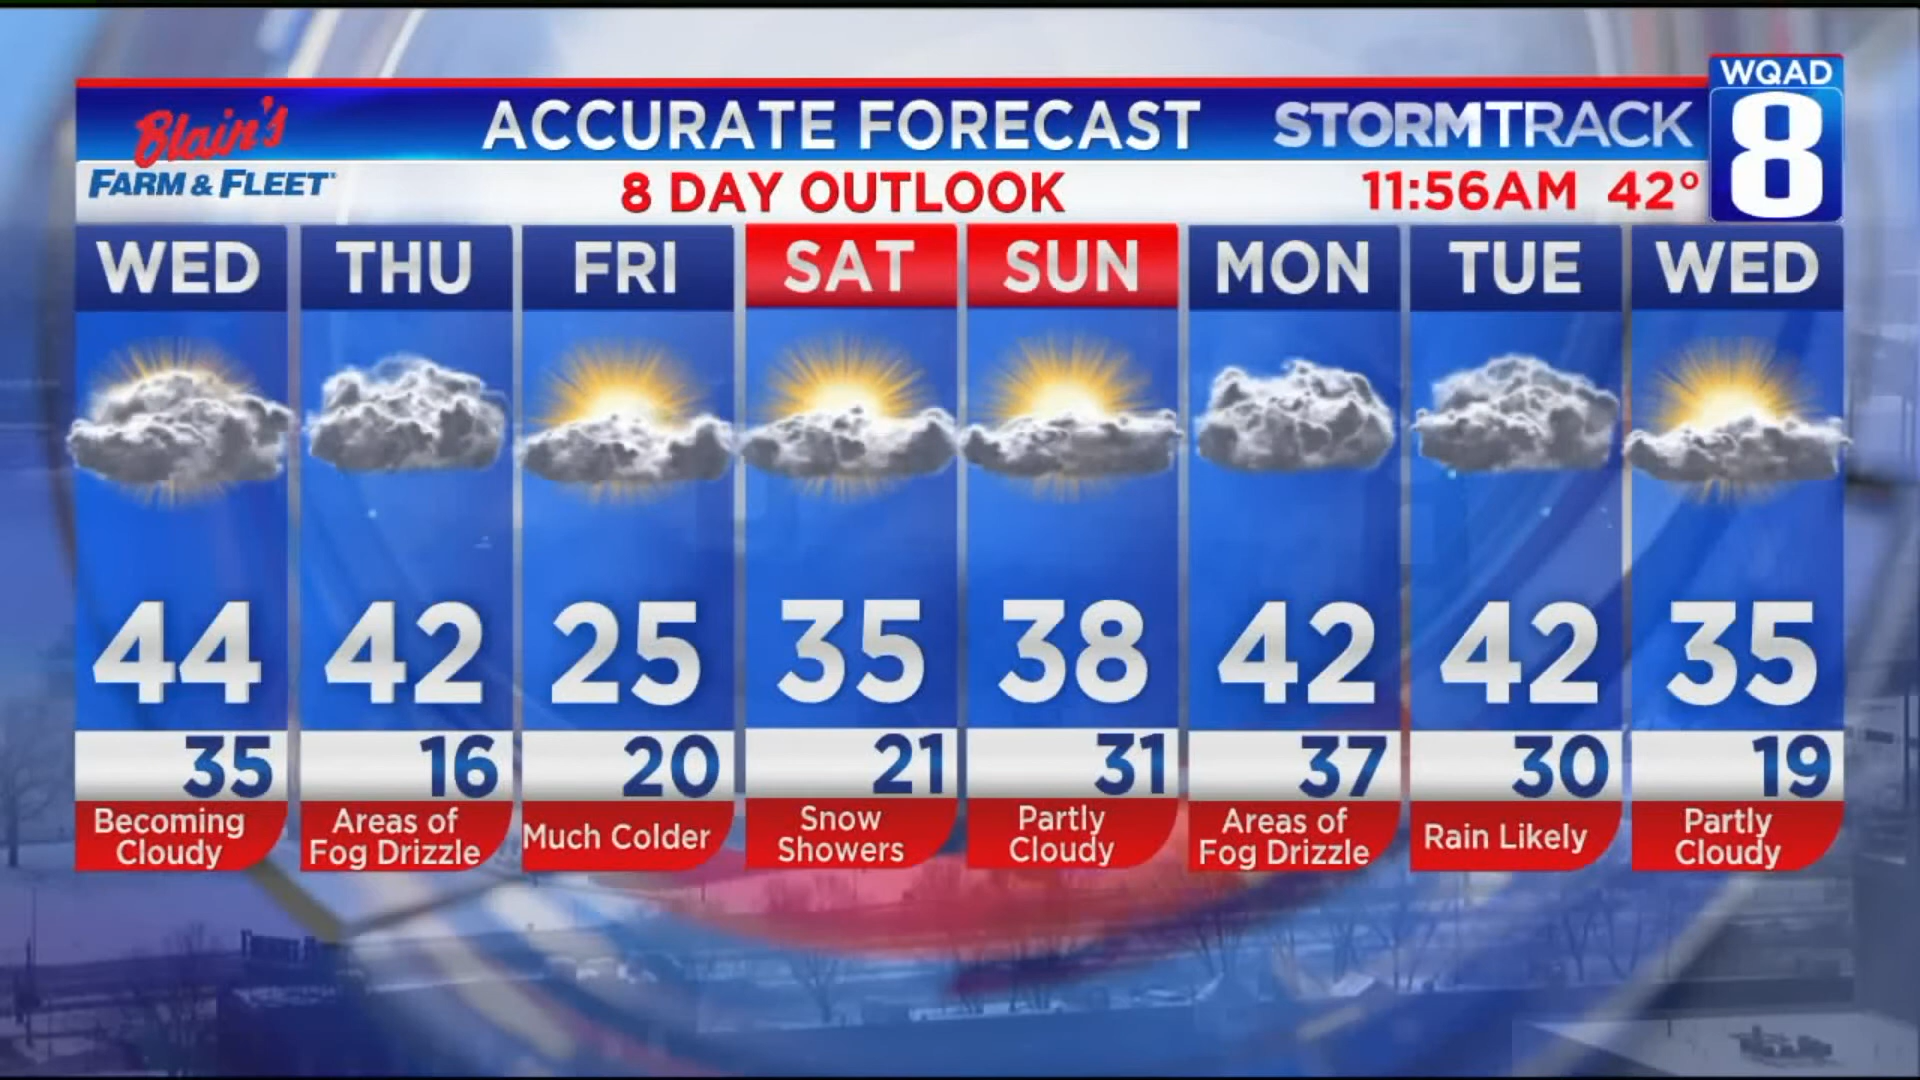 WQAD
8
Blain's
FARM & FLEET
ACCURATE FORECAST
STORMTRACK
8 DAY OUTLOOK
11:56AM 42°
WED THU FRI SAT SUN MON TUE WED
44 42 25 35 38 42 42 35
35 16 20 21 31 37 30 19
Becoming
Cloudy
Areas of
Fog Drizzle
Much Colder
Snow
Showers
Partly
Cloudy
Areas of
Fog Drizzle
Rain Likely
Partly
Cloudy